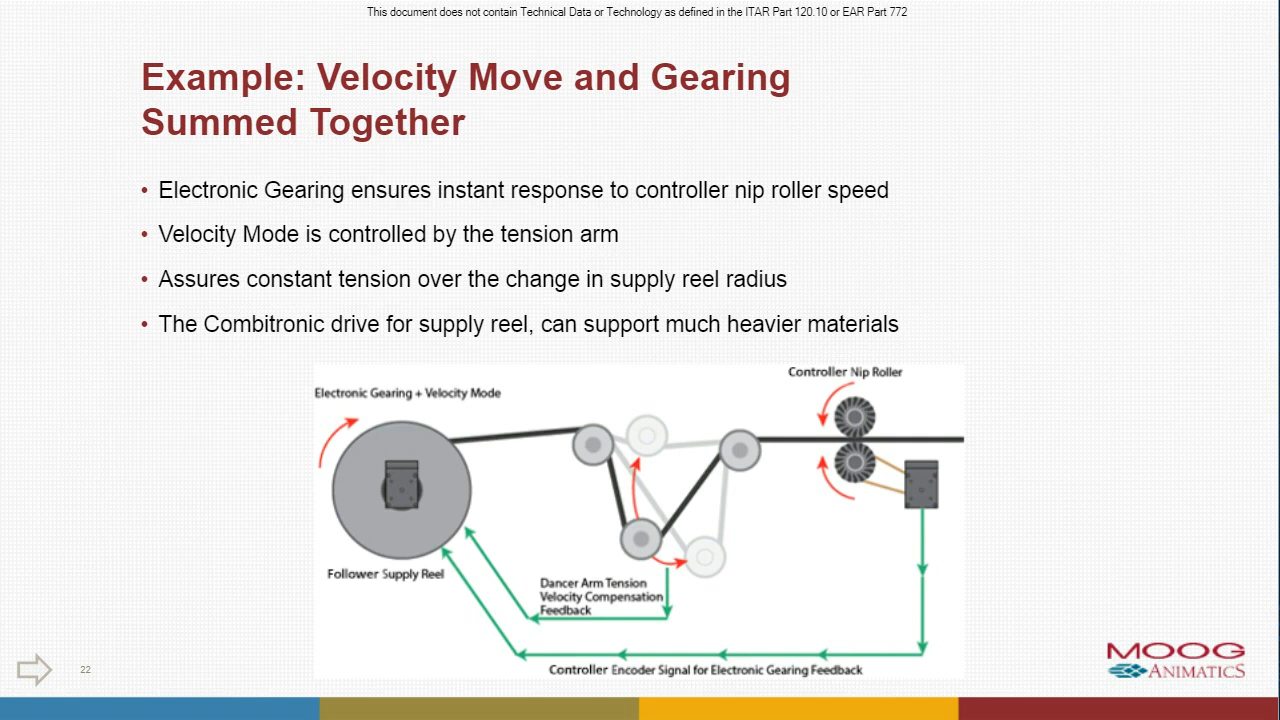 This document does not contain Technical Data or Technology as defined in the ITAR Part 120.10 or EAR Part 772
Example: Velocity Move and Gearing
Summed Together
• Electronic Gearing ensures instant response to controller nip roller speed
• Velocity Mode is controlled by the tension arm
• Assures constant tension over the change in supply reel radius
• The Combitronic drive for supply reel, can support much heavier materials
Controller Nip Roller
Electronic Gearing + Velocity Mode
Follower Supply Reel
Dancer Arm Tension
Velocity Compensation
Feedback
Controller Encoder Signal for Electronic Gearing Feedback
22
MOOG
ANIMATICS